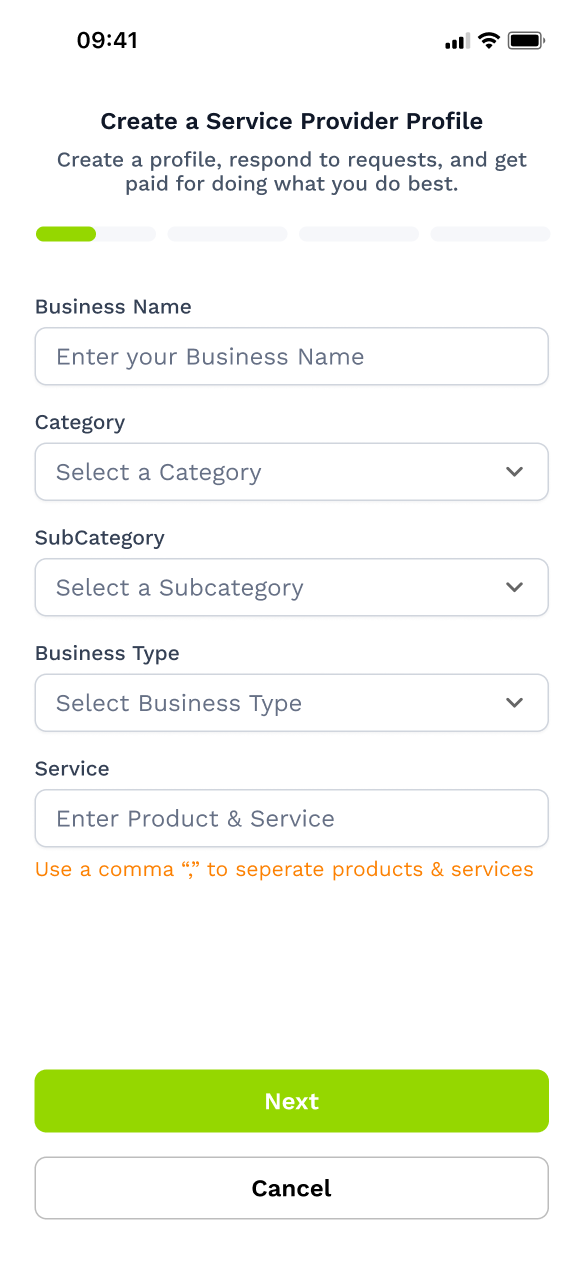 09:41
Create a Service Provider Profile
Create a profile, respond to requests, and get
paid for doing what you do best.
Business Name
Enter your Business Name
Category
Select a Category
SubCategory
Select a Subcategory
Business Type
Select Business Type
Service
Enter Product & Service
Use a comma “,” to seperate products & services
Next
Cancel